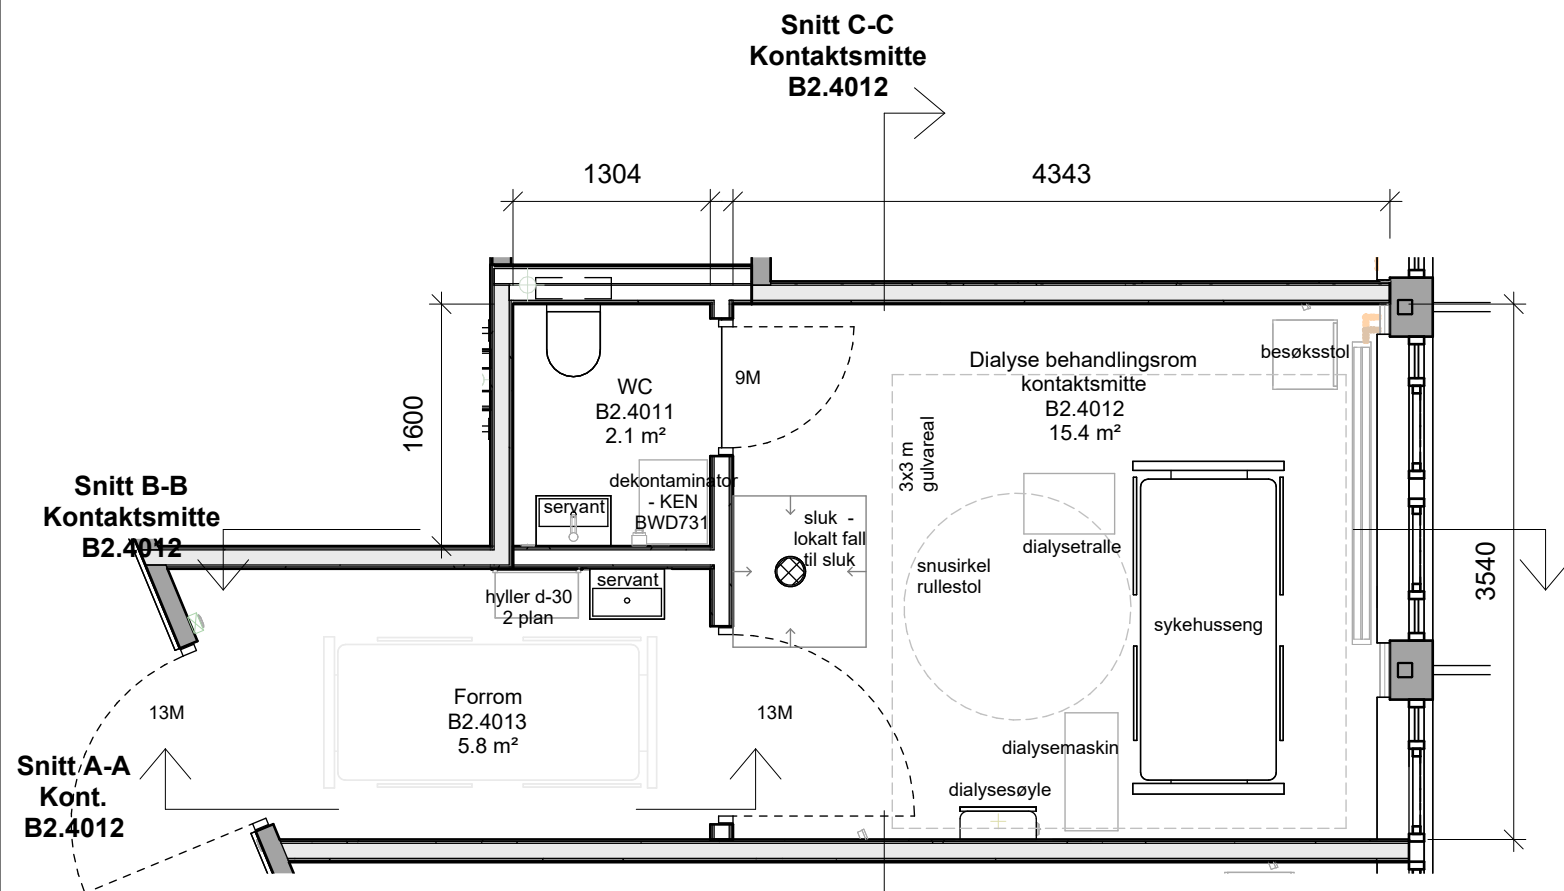 Snitt C-C
Kontaktsmitte
B2.4012
1304
4343
1600
3540
WC
B2.4011
2.1 m²
9M
Dialyse behandlingsrom
kontaktsmitte
B2.4012
15.4 m²
besøksstol
3x3 m
gulvareal
dekontaminator
- KEN
BWD731
servant
sluk -
lokalt fall
til sluk
dialysetralle
snusirkel
rullestol
sykehusseng
Snitt B-B
Kontaktsmitte
B2.4012
hyller d-30
2 plan
servant
13M
Forrom
B2.4013
5.8 m²
13M
dialysemaskin
dialysesøyle
Snitt A-A
Kont.
B2.4012